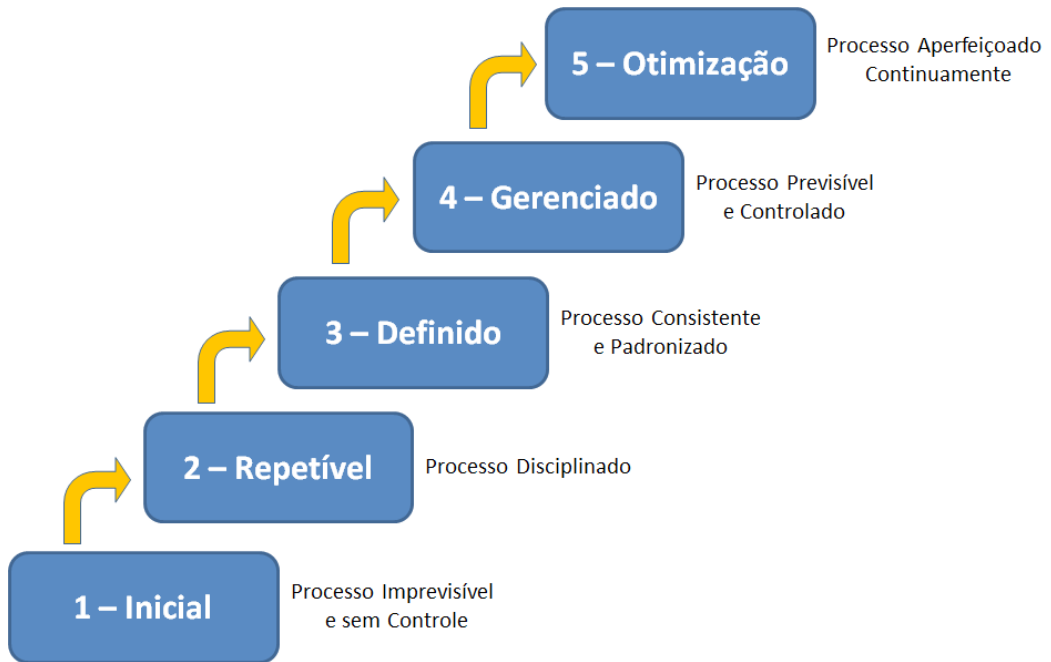 5 – Otimização
Processo Aperfeiçoado
Continuamente
4 – Gerenciado
Processo Previsível
e Controlado
3 – Definido
Processo Consistente
e Padronizado
2 – Repetível
Processo Disciplinado
1 – Inicial
Processo Imprevisível
e sem Controle